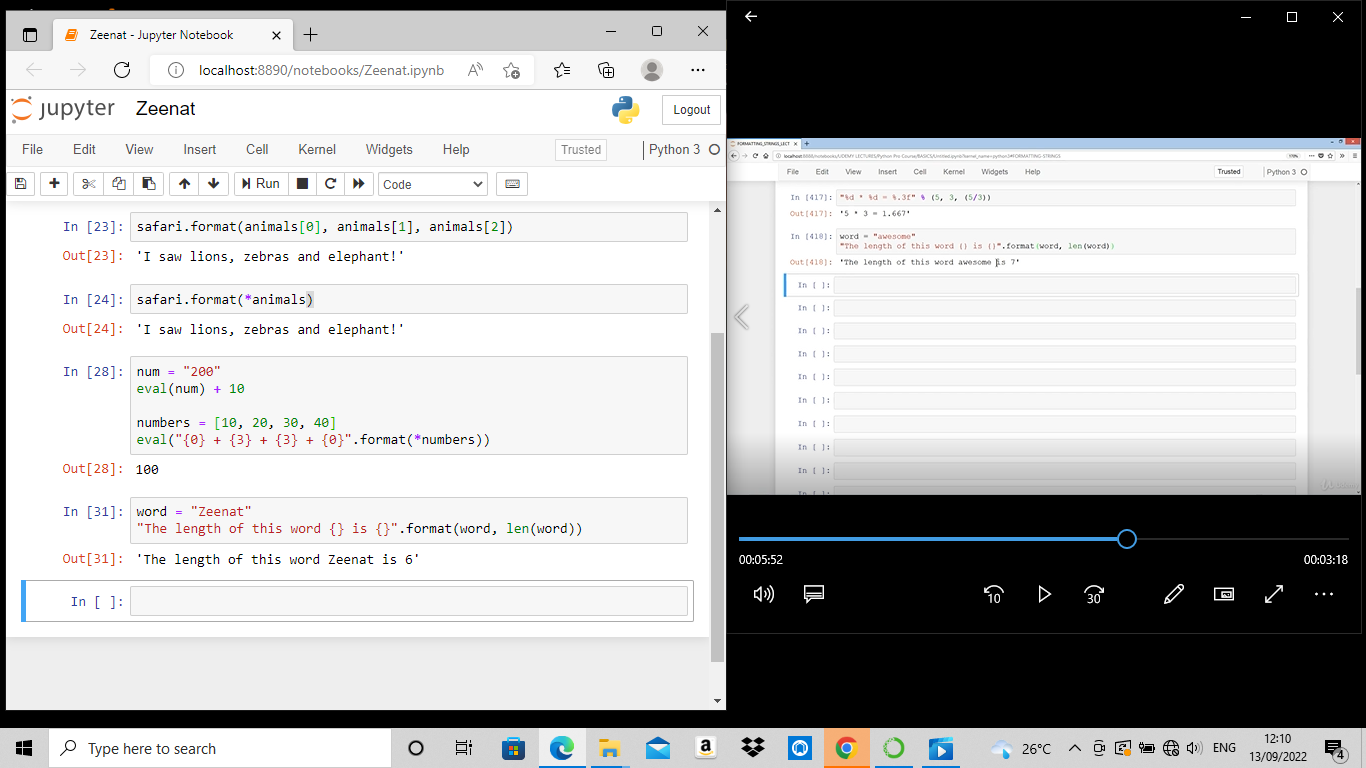 Zeenat - Jupyter Notebook
localhost:8890/notebooks/Zeenat.ipynb
jupyter Zeenat
Logout
File Edit View Insert Cell Kernel Widgets Help
Trusted
Python 3
Run
Code
In [23]: safari.format(animals[0], animals[1], animals[2])
Out[23]: 'I saw lions, zebras and elephant!'
In [24]: safari.format(*animals)
Out[24]: 'I saw lions, zebras and elephant!'
In [28]: num = "200"
eval(num) + 10
numbers = [10, 20, 30, 40]
eval("{0} + {3} + {3} + {0}".format(*numbers))
Out[28]: 100
In [31]: word = "Zeenat"
"The length of this word {} is {}".format(word, len(word))
Out[31]: 'The length of this word Zeenat is 6'
In [ ]:
FORMATTING_STRINGS_LECT
localhost:8888/notebooks/UDEMY LECTURES/Python Pro Course/BASICS/Untitled.ipynb?kernel_name=python3#FORMATTING-STRINGS
File Edit View Insert Cell Kernel Widgets Help
Trusted
Python 3
In [417]: "%d * %d = %.3f" % (5, 3, (5/3))
Out[417]: '5 * 3 = 1.667'
In [418]: word = "awesome"
"The length of this word {} is {}".format(word, len(word))
Out[418]: 'The length of this word awesome is 7'
In [ ]:
In [ ]:
In [ ]:
In [ ]:
In [ ]:
In [ ]:
In [ ]:
In [ ]:
In [ ]:
In [ ]:
00:05:52
00:03:18
10
30
Type here to search
26°C
ENG
12:10
13/09/2022
4